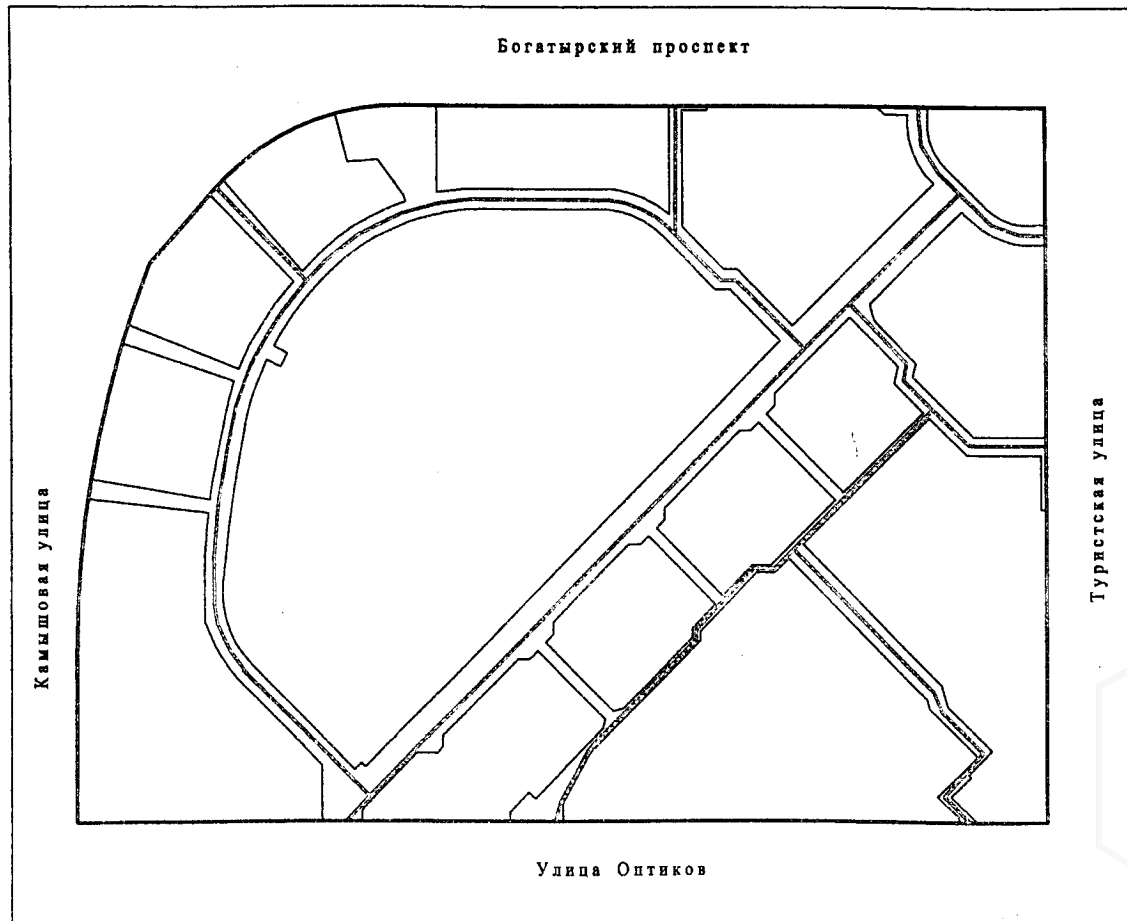 Богатырский проспект
Камышовая улица
Туристская улица
Улица Оптиков